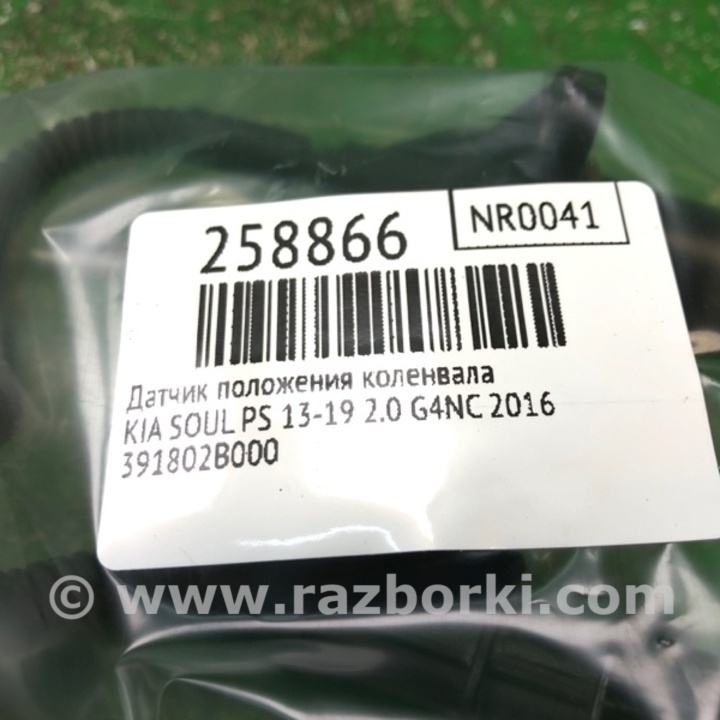 258866
NR0041
Датчик положения коленвала
KIA SOUL PS 13-19 2.0 G4NC 2016
391802B000
© www.razborki.com